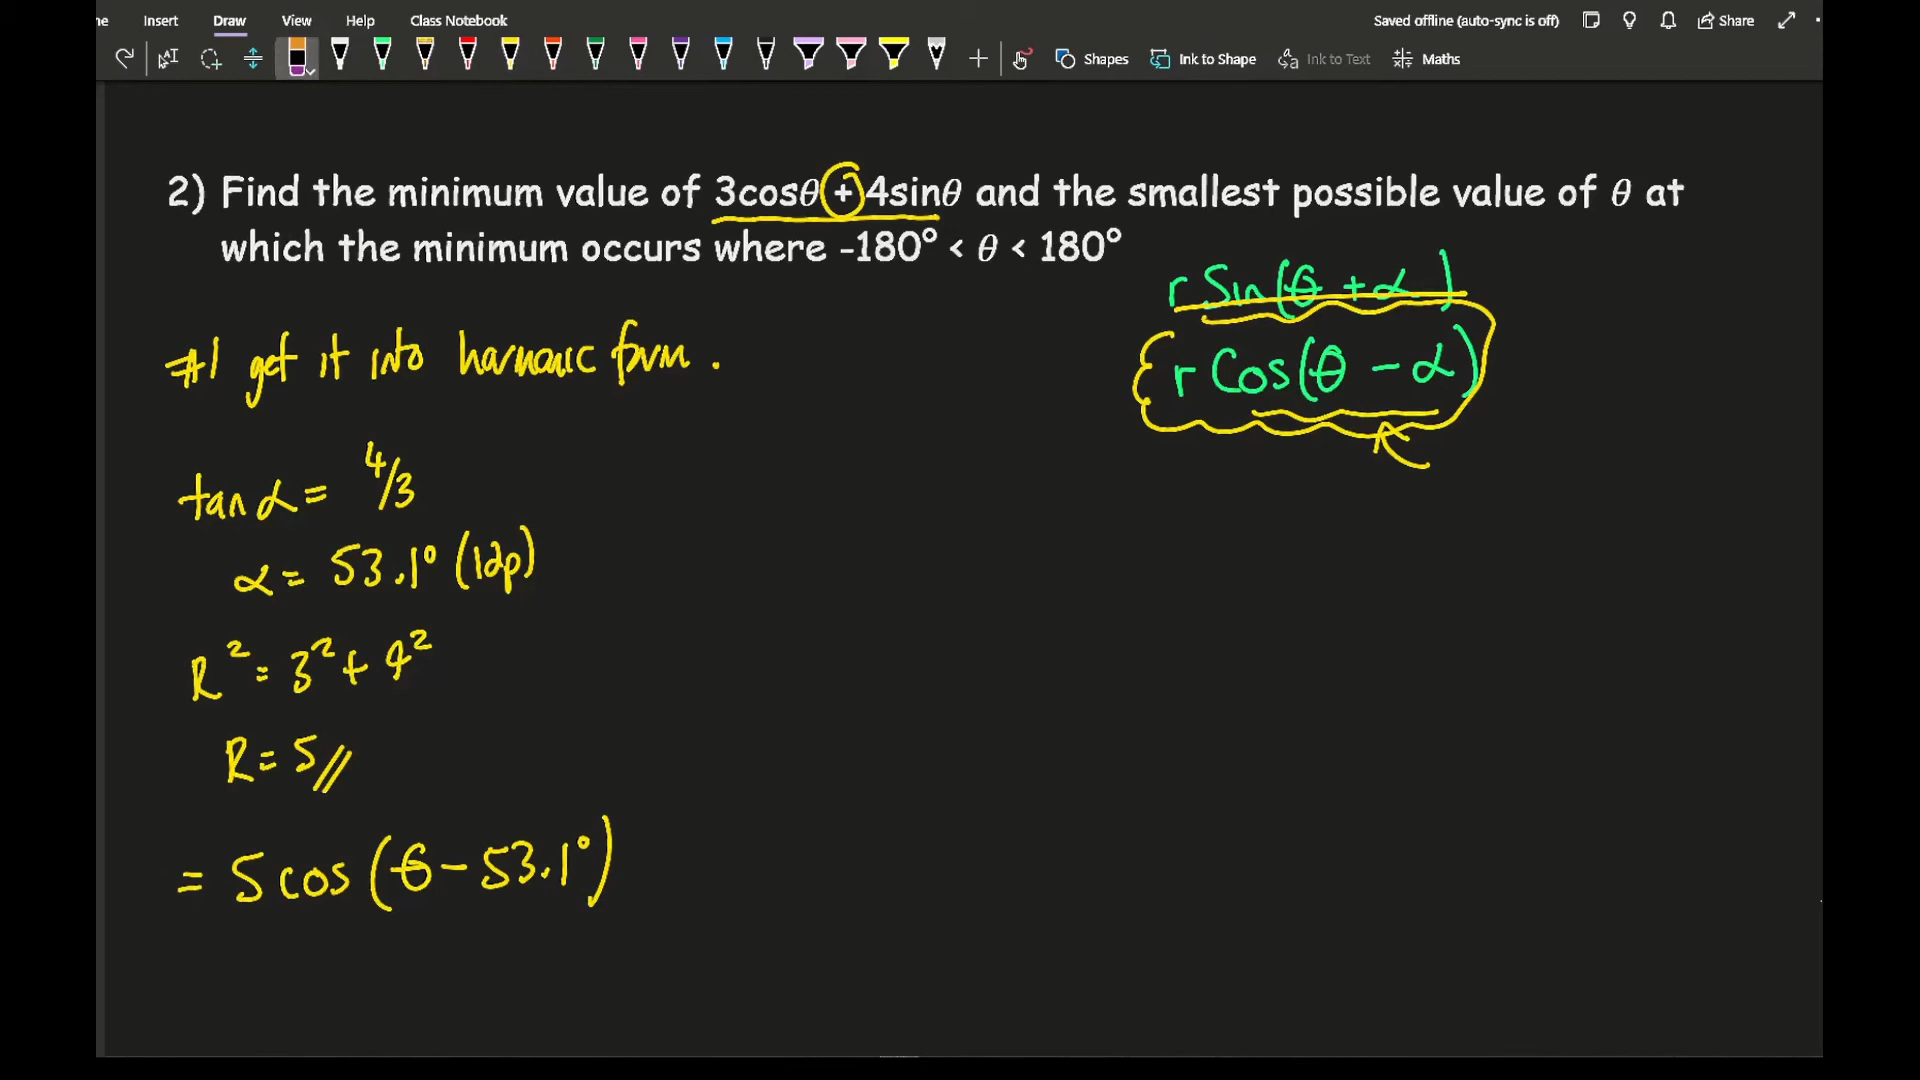 ne Insert Draw View Help Class Notebook Saved offline (auto-sync is off) Share
Shapes Ink to Shape Ink to Text Maths
2) Find the minimum value of 3cosθ + 4sinθ and the smallest possible value of θ at
which the minimum occurs where -180° < θ < 180°
r Sin(θ + α)
#1 get it into harmonic form.
r Cos(θ - α)
tan α = 4/3
α = 53.1° (1dp)
R² = 3² + 4²
R = 5 //
= 5 cos (θ - 53.1°)